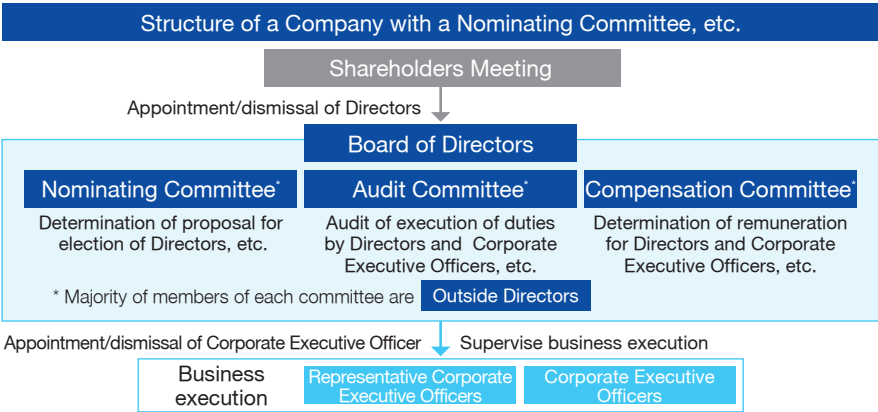 Structure of a Company with a Nominating Committee, etc.
Shareholders Meeting
Appointment/dismissal of Directors
Board of Directors
Nominating Committee*
Determination of proposal for
election of Directors, etc.
Audit Committee*
Audit of execution of duties
by Directors and Corporate
Executive Officers, etc.
Compensation Committee*
Determination of remuneration
for Directors and Corporate
Executive Officers, etc.
* Majority of members of each committee are Outside Directors
Appointment/dismissal of Corporate Executive Officer
Supervise business execution
Business
execution
Representative Corporate
Executive Officers
Corporate Executive
Officers